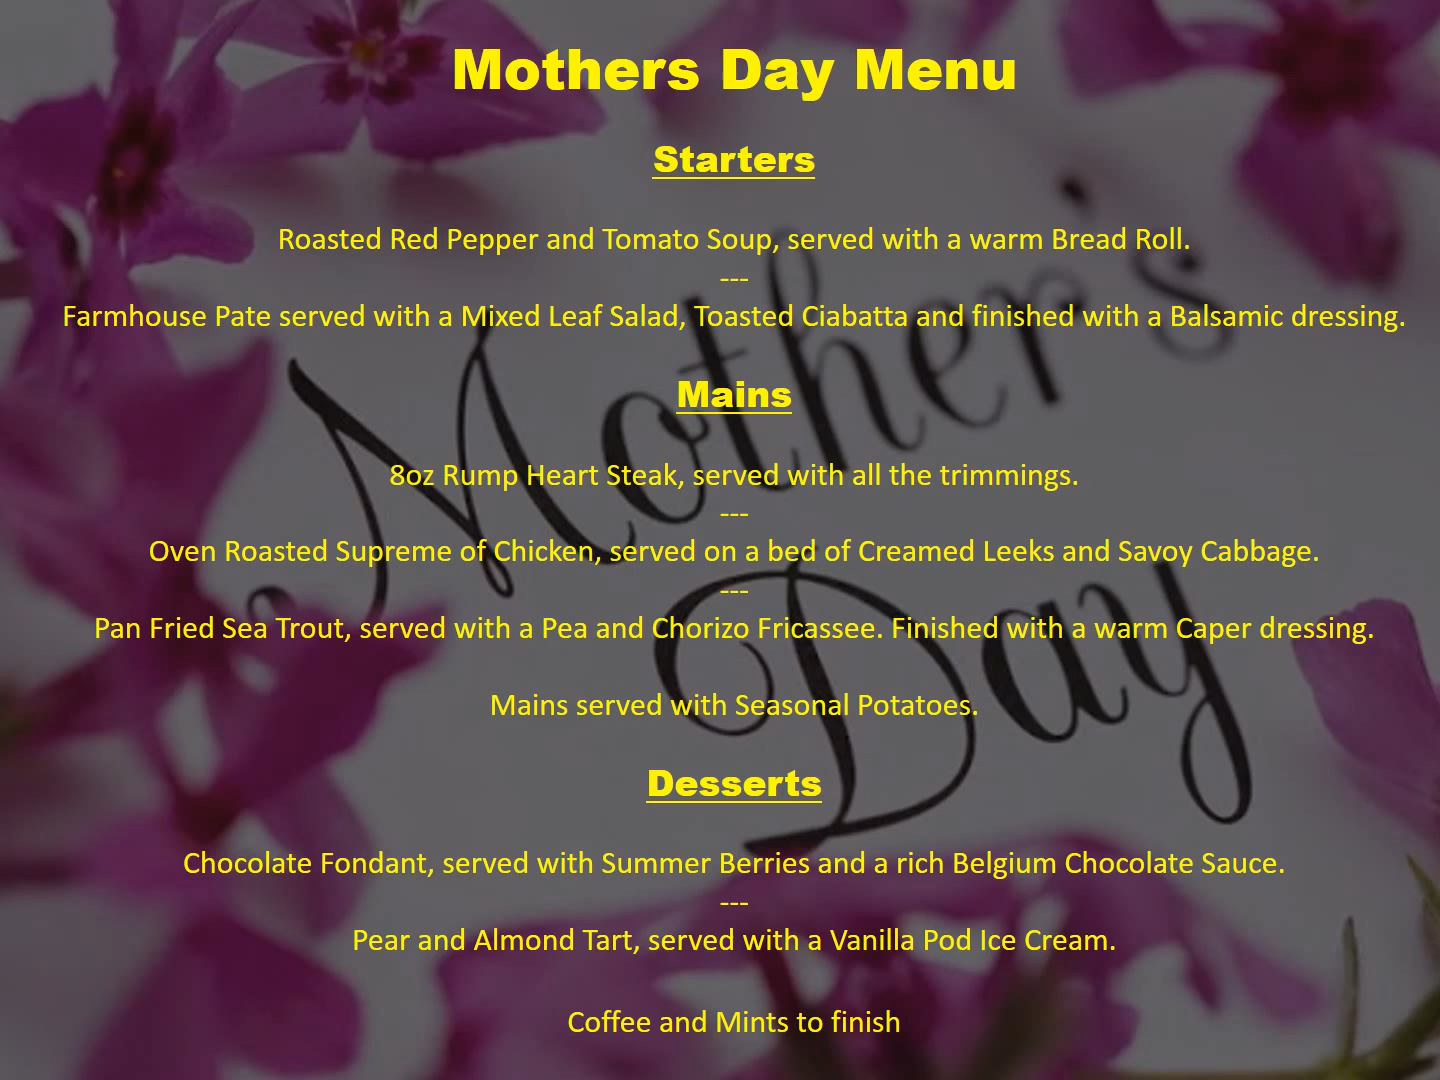 Mothers Day Menu
Starters
Roasted Red Pepper and Tomato Soup, served with a warm Bread Roll.
---
Farmhouse Pate served with a Mixed Leaf Salad, Toasted Ciabatta and finished with a Balsamic dressing.
Mains
8oz Rump Heart Steak, served with all the trimmings.
---
Oven Roasted Supreme of Chicken, served on a bed of Creamed Leeks and Savoy Cabbage.
---
Pan Fried Sea Trout, served with a Pea and Chorizo Fricassee. Finished with a warm Caper dressing.
Mains served with Seasonal Potatoes.
Desserts
Chocolate Fondant, served with Summer Berries and a rich Belgium Chocolate Sauce.
---
Pear and Almond Tart, served with a Vanilla Pod Ice Cream.
Coffee and Mints to finish
Mother's
Day